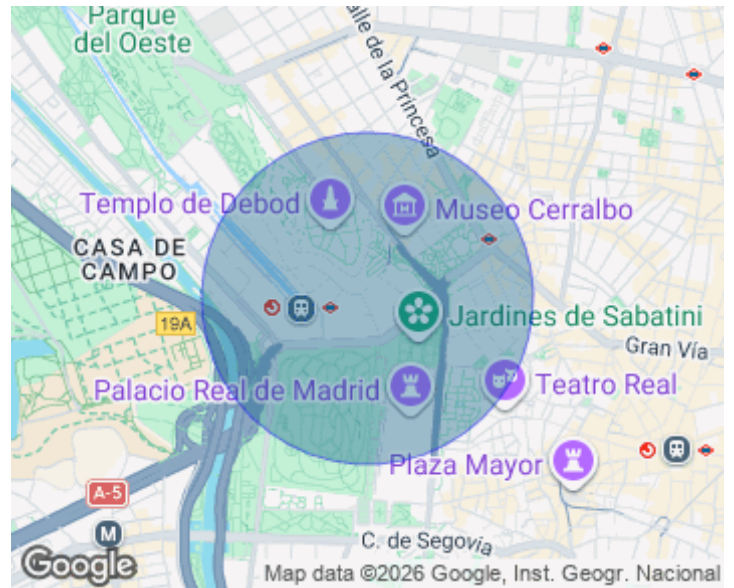 Parque
del Oeste
alle de la Princesa
Templo de Debod
Museo Cerralbo
CASA DE
CAMPO
19A
Jardines de Sabatini
Gran Vía
Palacio Real de Madrid
Teatro Real
Plaza Mayor
A-5
M
C. de Segovia
Google
Map data ©2026 Google, Inst. Geogr. Nacional